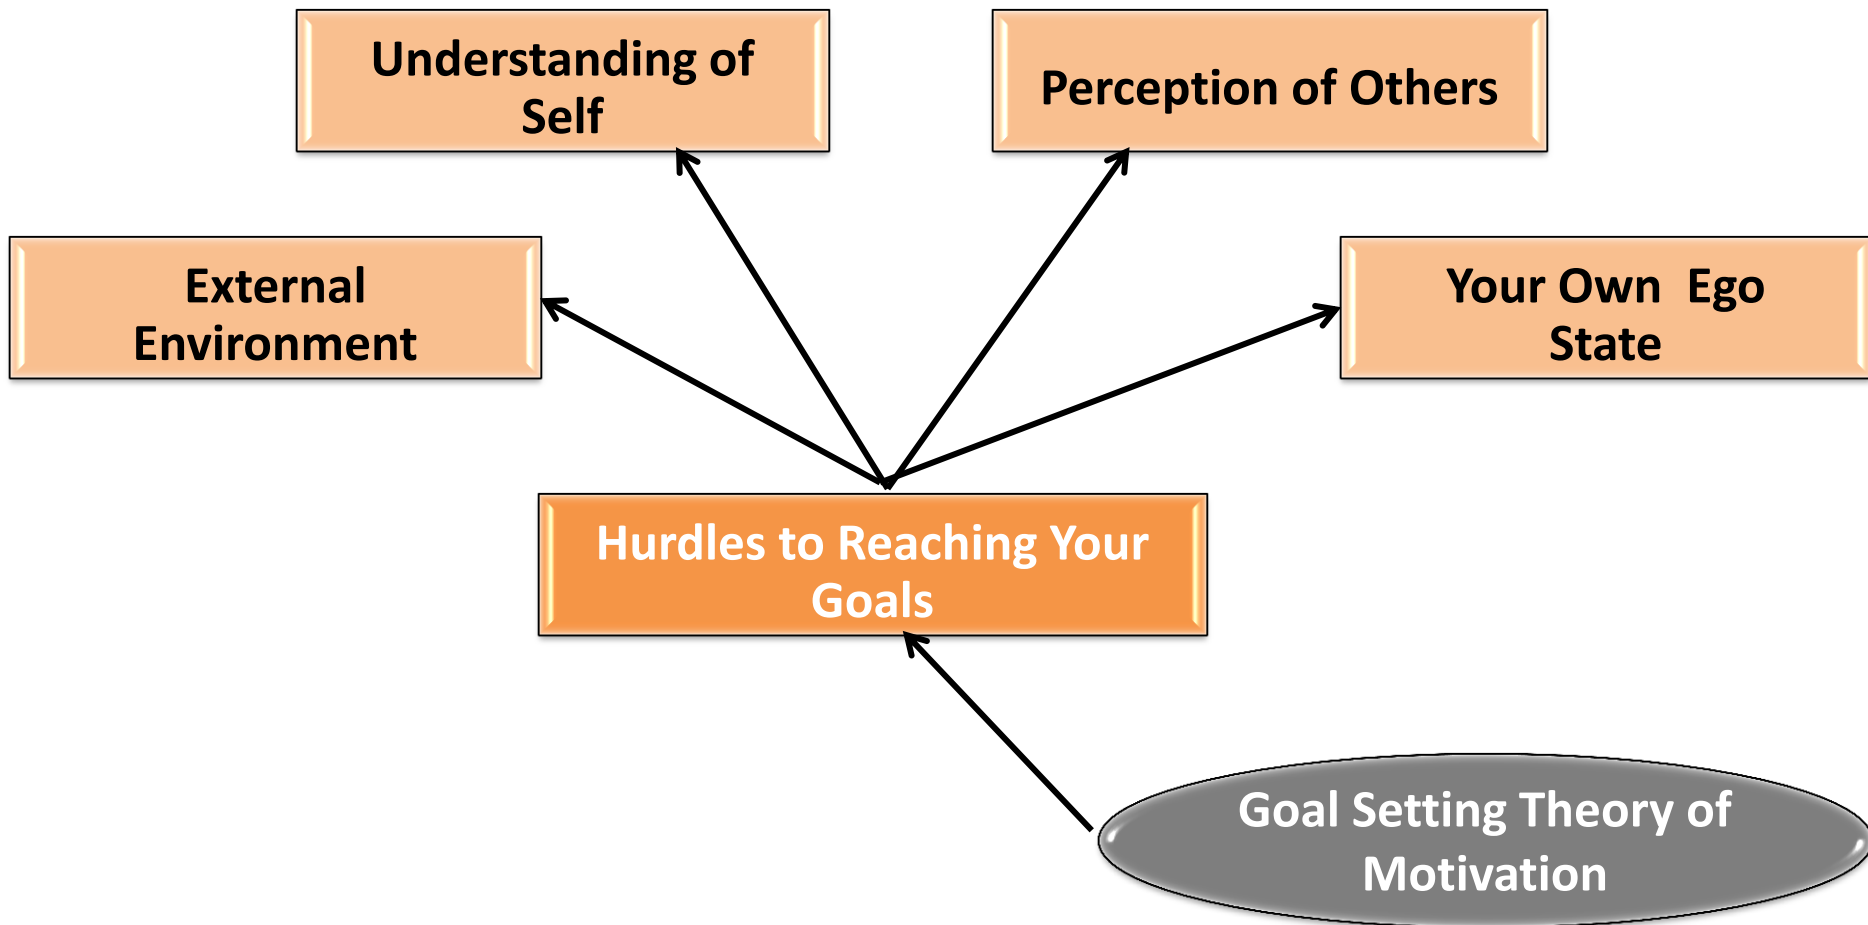 Understanding of
Self
Perception of Others
External
Environment
Your Own  Ego
State
Hurdles to Reaching Your
Goals
Goal Setting Theory of
Motivation